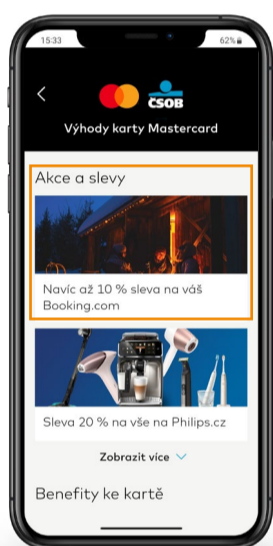 15:33
62%
ČSOB
Výhody karty Mastercard
Akce a slevy
Navíc až 10 % sleva na váš
Booking.com
Sleva 20 % na vše na Philips.cz
Zobrazit více
Benefity ke kartě